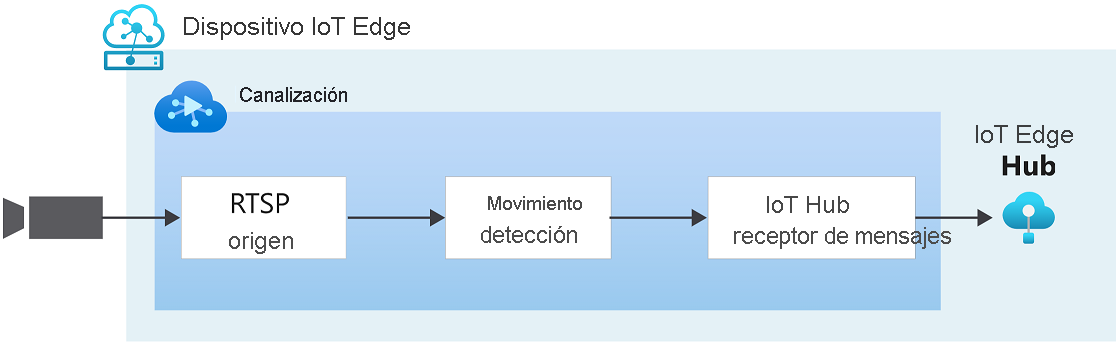 Dispositivo IoT Edge
Canalización
RTSP
origen
Movimiento
detección
IoT Hub
receptor de mensajes
IoT Edge
Hub